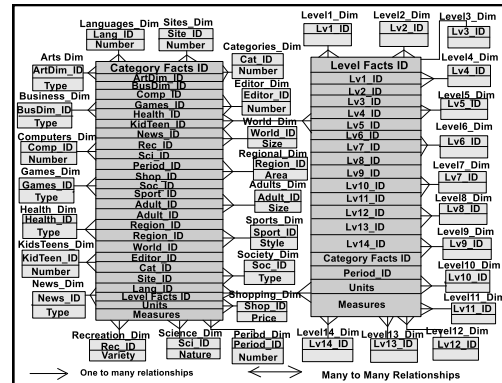 Languages_Dim
Lang_ID
Number
Sites_Dim
Site_ID
Number
Arts Dim
ArtDim_ID
Type
Business_Dim
BusDim_ID
Type
Computers_Dim
Comp_ID
Number
Games_Dim
Games_ID
Type
Health_Dim
Health_ID
Type
KidsTeens_Dim
KidTeen_ID
Number
News_Dim
News_ID
Type
Category Facts ID
ArtDim_ID
BusDim_ID
Comp_ID
Games_ID
Health_ID
KidTeen_ID
News_ID
Rec_ID
Sci_ID
Period_ID
Shop_ID
Soc_ID
Sport_ID
Adult_ID
Adult_ID
Region_ID
Region_ID
World_ID
Editor_ID
Cat_ID
Site_ID
Lang_ID
Level Facts_ID
Units
Measures
Categories_Dim
Cat_ID
Number
Editor_Dim
Editor_ID
Number
World_Dim
World_ID
Size
Regional_Dim
Region_ID
Area
Adults_Dim
Adult_ID
Size
Sports_Dim
Sport_ID
Style
Society_Dim
Soc_ID
Type
Shopping_Dim
Shop_ID
Price
Recreation_Dim
Rec_ID
Variety
Science_Dim
Sci_ID
Nature
Period_Dim
Period_ID
Number
Level1_Dim
Lv1_ID
Level2_Dim
Lv2_ID
Level3_Dim
Lv3_ID
Level4_Dim
Lv4_ID
Level5_Dim
Lv5_ID
Level6_Dim
Lv6_ID
Level7_Dim
Lv7_ID
Level8_Dim
Lv8_ID
Level9_Dim
Lv9_ID
Level10_Dim
Lv10_ID
Level11_Dim
Lv11_ID
Level12_Dim
Lv12_ID
Level13_Dim
Lv13_ID
Level14_Dim
Lv14_ID
Level Facts ID
Lv1_ID
Lv2_ID
Lv3_ID
Lv4_ID
Lv5_ID
Lv6_ID
Lv7_ID
Lv8_ID
Lv9_ID
Lv10_ID
Lv11_ID
Lv12_ID
Lv13_ID
Lv14_ID
Category Facts ID
Period_ID
Units
Measures
One to many relationships
Many to Many Relationships